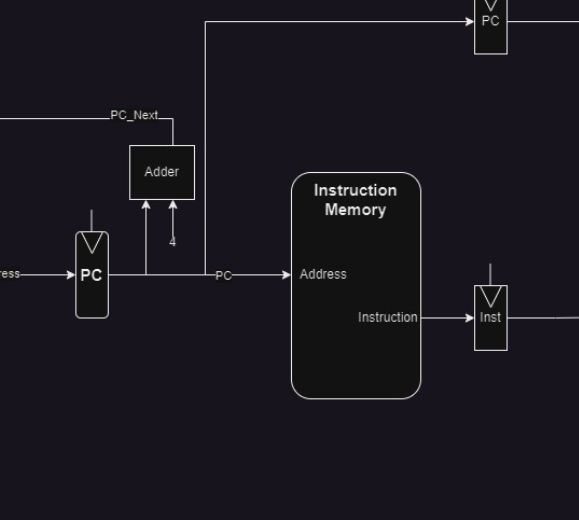 PC
PC_Next
Adder
Instruction
Memory
4
ress
PC
PC
Address
Instruction
Inst